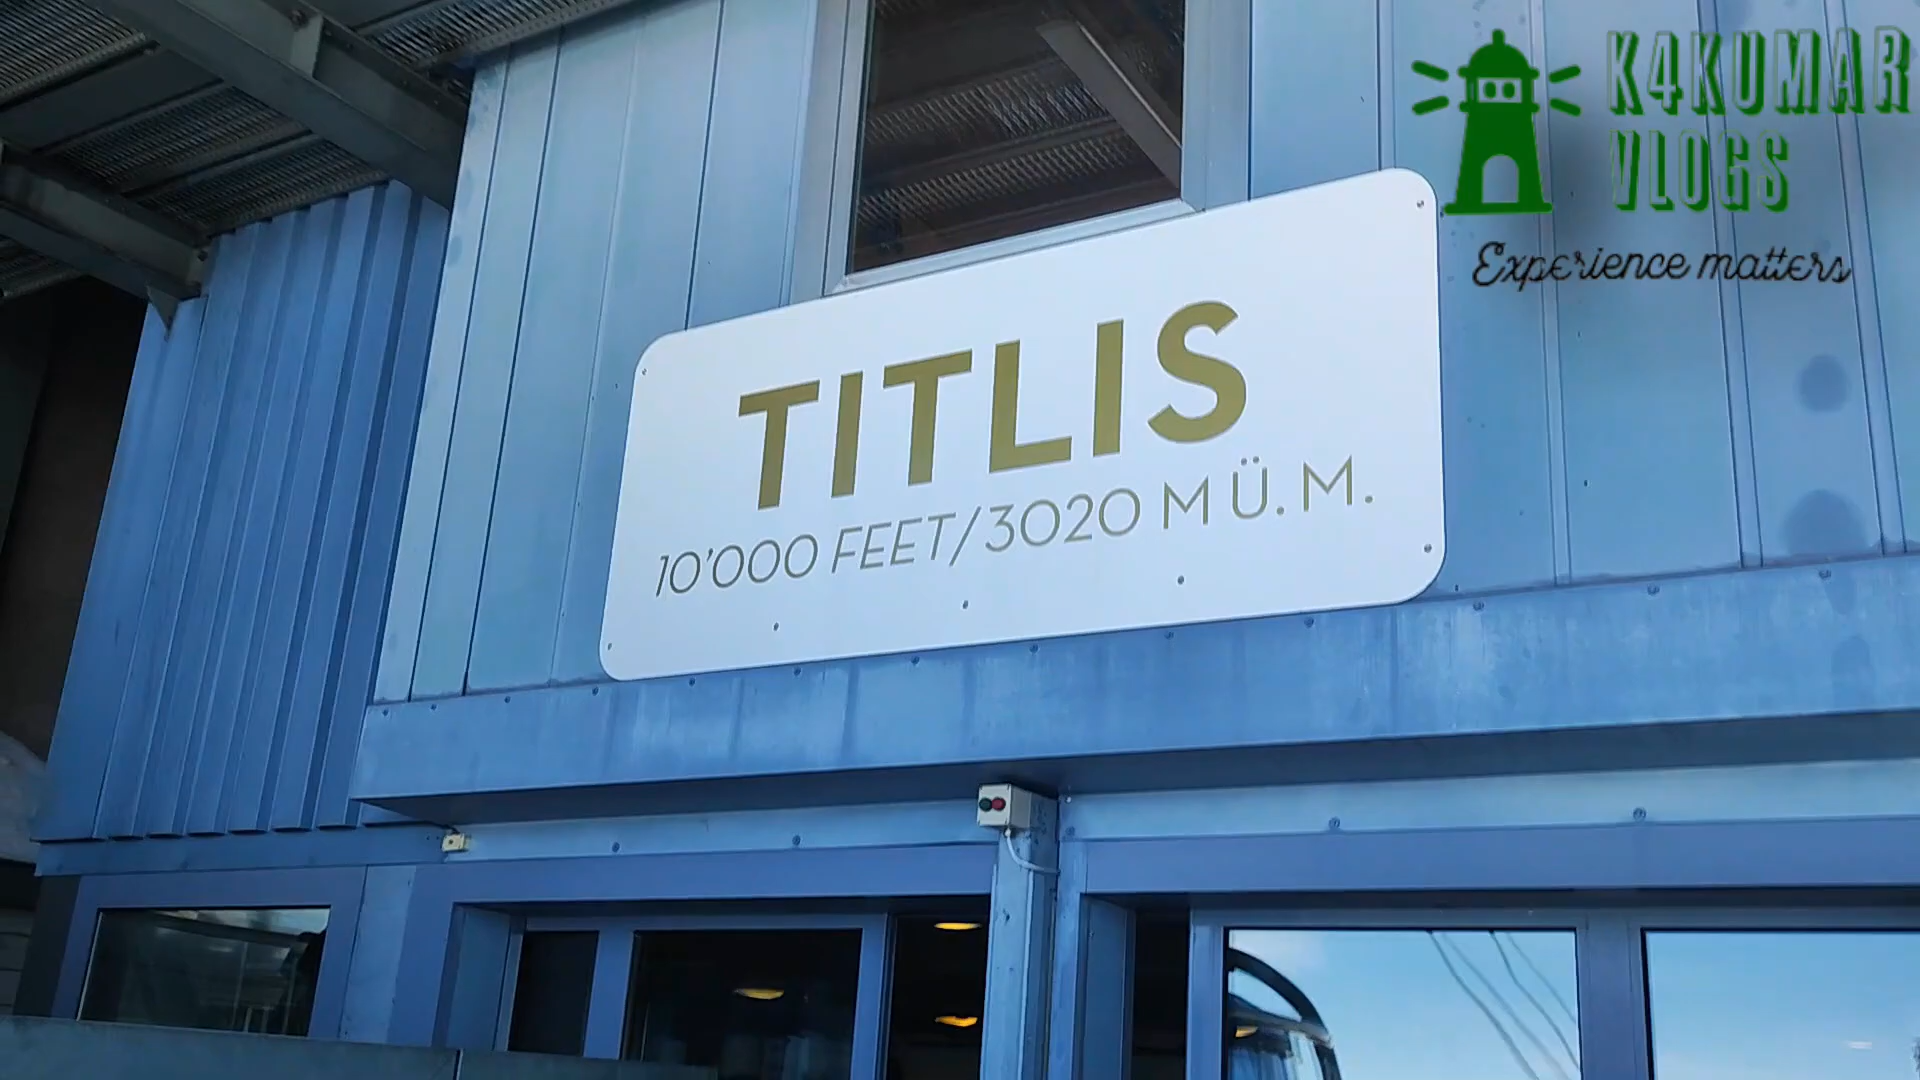 K4KUMAR
VLOGS
Experience matters
TITLIS
10'000 FEET/3020 M Ü. M.